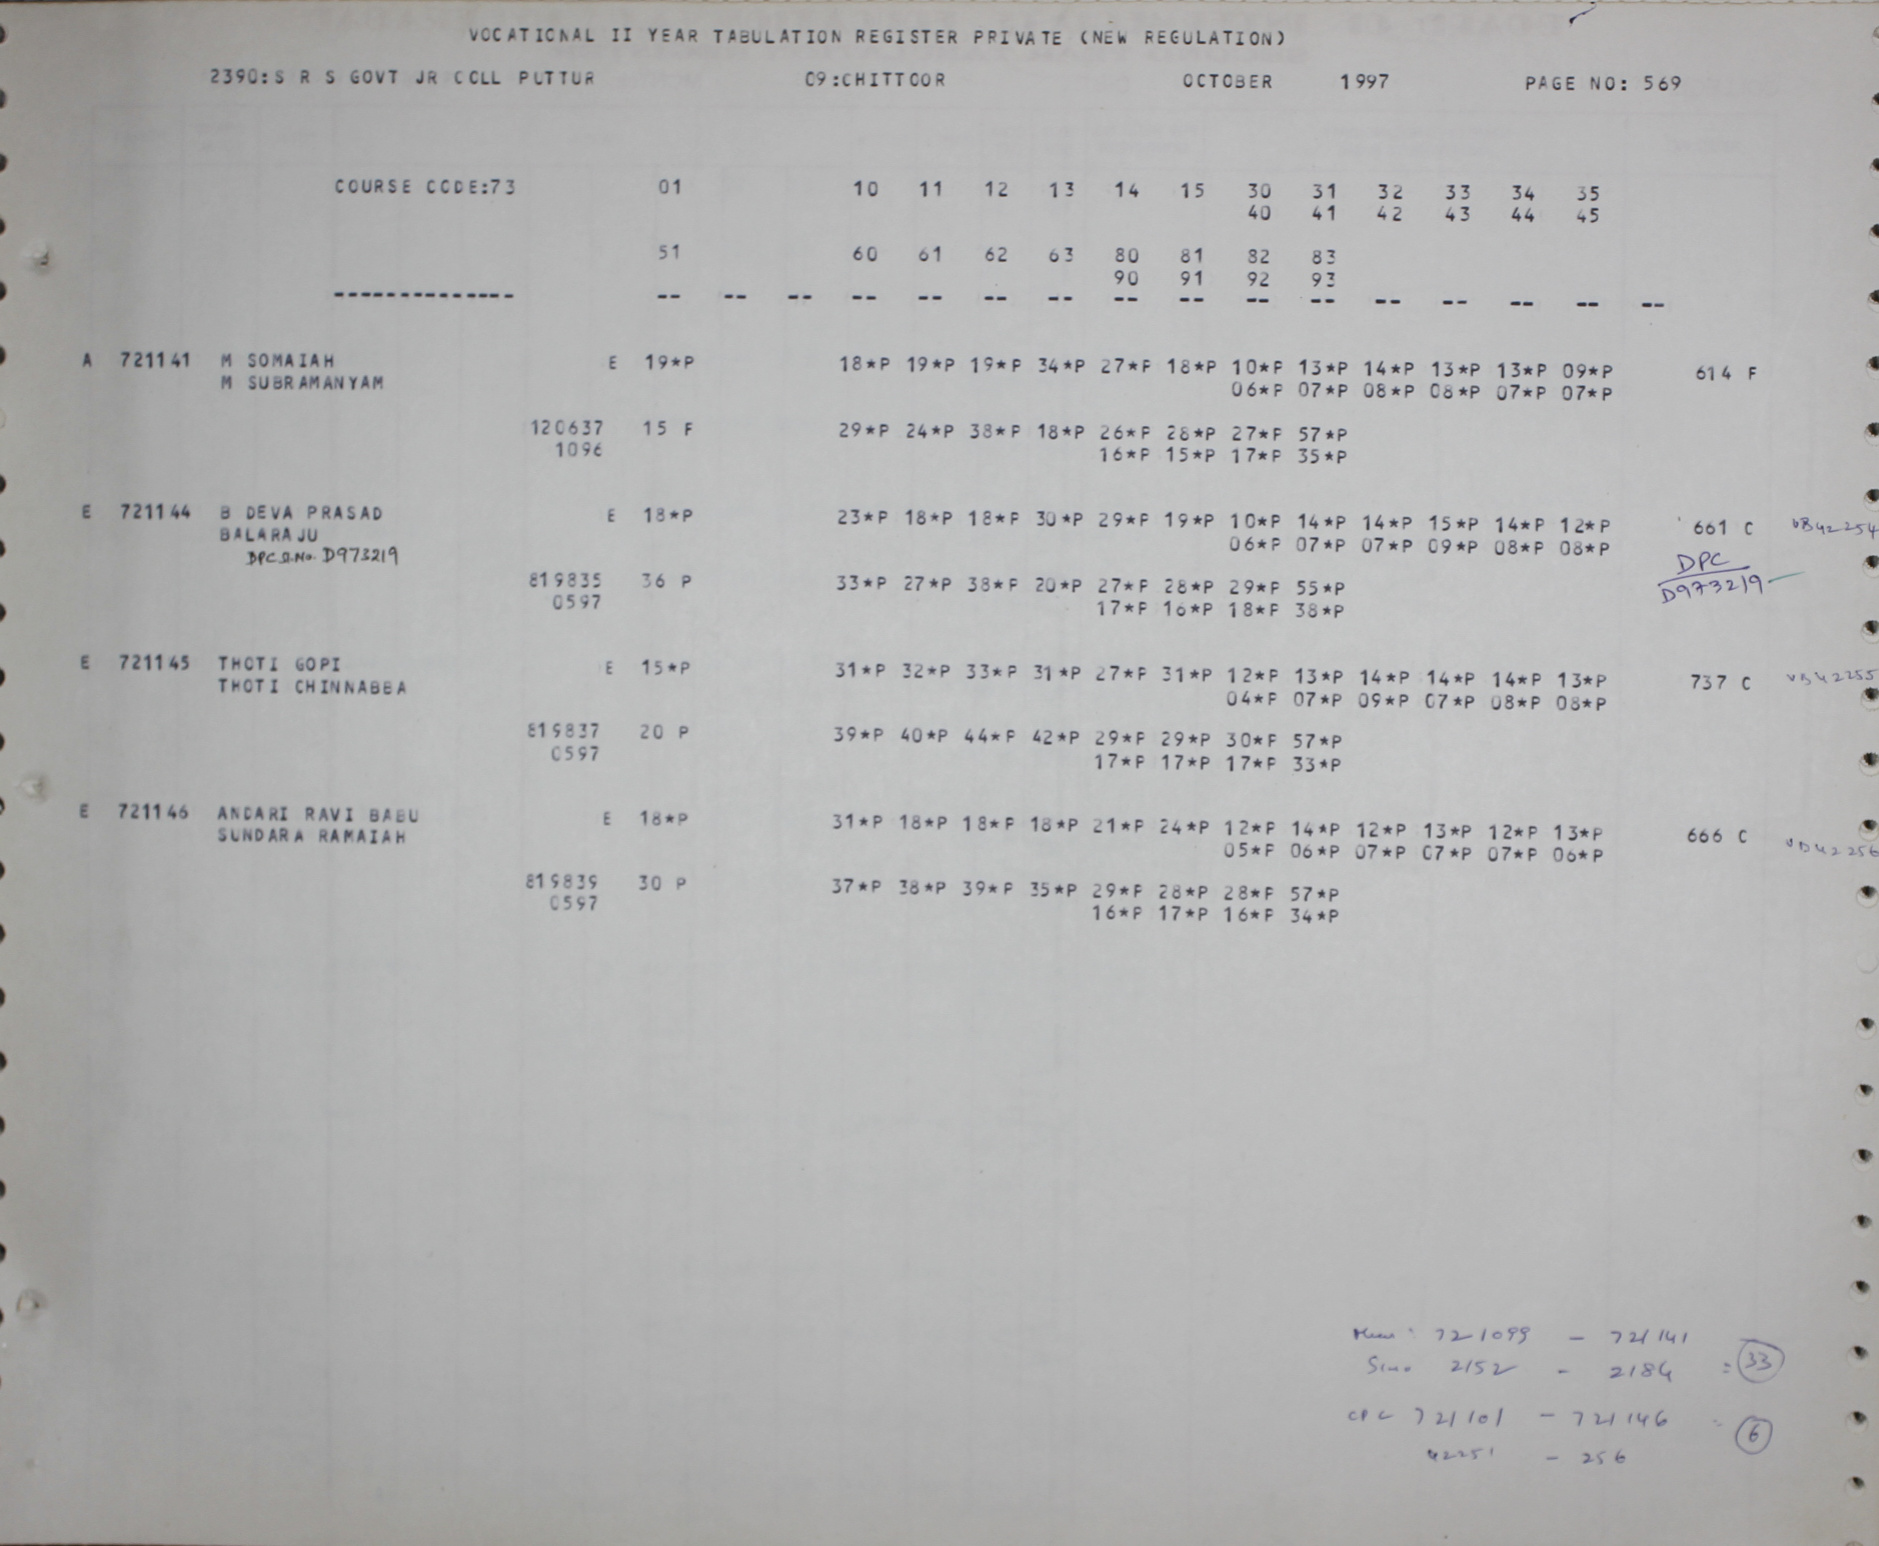 VOCATIONAL II YEAR TABULATION REGISTER PRIVATE (NEW REGULATION)
2390:S R S GOVT JR COLL PUTTUR 09:CHITTOOR OCTOBER 1997 PAGE NO: 569
COURSE CODE:73 01 10 11 12 13 14 15 30 31 32 33 34 35
40 41 42 43 44 45
51 60 61 62 63 80 81 82 83
90 91 92 93
-------------- -- -- -- -- -- -- -- -- -- -- -- -- -- -- -- --
A 721141 M SOMAIAH E 19*P 18*P 19*P 19*P 34*P 27*P 18*P 10*P 13*P 14*P 13*P 13*P 09*P 614 F
M SUBRAMANYAM 06*P 07*P 08*P 08*P 07*P 07*P
120637 15 F 29*P 24*P 38*P 18*P 26*P 28*P 27*P 57*P
1096 16*P 15*P 17*P 35*P
E 721144 B DEVA PRASAD E 18*P 23*P 18*P 18*P 30*P 29*P 19*P 10*P 14*P 14*P 15*P 14*P 12*P 661 C VB42254
BALARAJU 06*P 07*P 07*P 09*P 08*P 08*P
DPC S.No. D973219 DPC
819835 36 P 33*P 27*P 38*P 20*P 27*P 28*P 29*P 55*P D973219
0597 17*P 16*P 18*P 38*P
E 721145 THOTI GOPI E 15*P 31*P 32*P 33*P 31*P 27*P 31*P 12*P 13*P 14*P 14*P 14*P 13*P 737 C VB42255
THOTI CHINNABBA 04*P 07*P 09*P 07*P 08*P 08*P
819837 20 P 39*P 40*P 44*P 42*P 29*P 29*P 30*P 57*P
0597 17*P 17*P 17*P 33*P
E 721146 ANDARI RAVI BABU E 18*P 31*P 18*P 18*P 18*P 21*P 24*P 12*P 14*P 12*P 13*P 12*P 13*P 666 C VB42256
SUNDARA RAMAIAH 05*P 06*P 07*P 07*P 07*P 06*P
819839 30 P 37*P 38*P 39*P 35*P 29*P 28*P 28*P 57*P
0597 16*P 17*P 16*P 34*P
721099 - 721141
2152 - 2184 = 33
CPC 721101 - 721146 = 6
42251 - 256